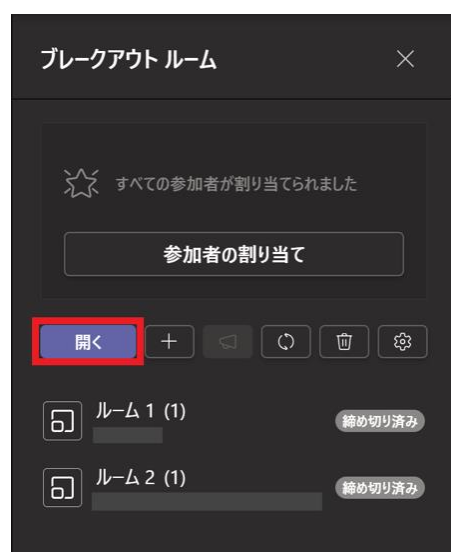 ブレークアウト ルーム
すべての参加者が割り当てられました
参加者の割り当て
開く
ルーム 1 (1)
締め切り済み
ルーム 2 (1)
締め切り済み